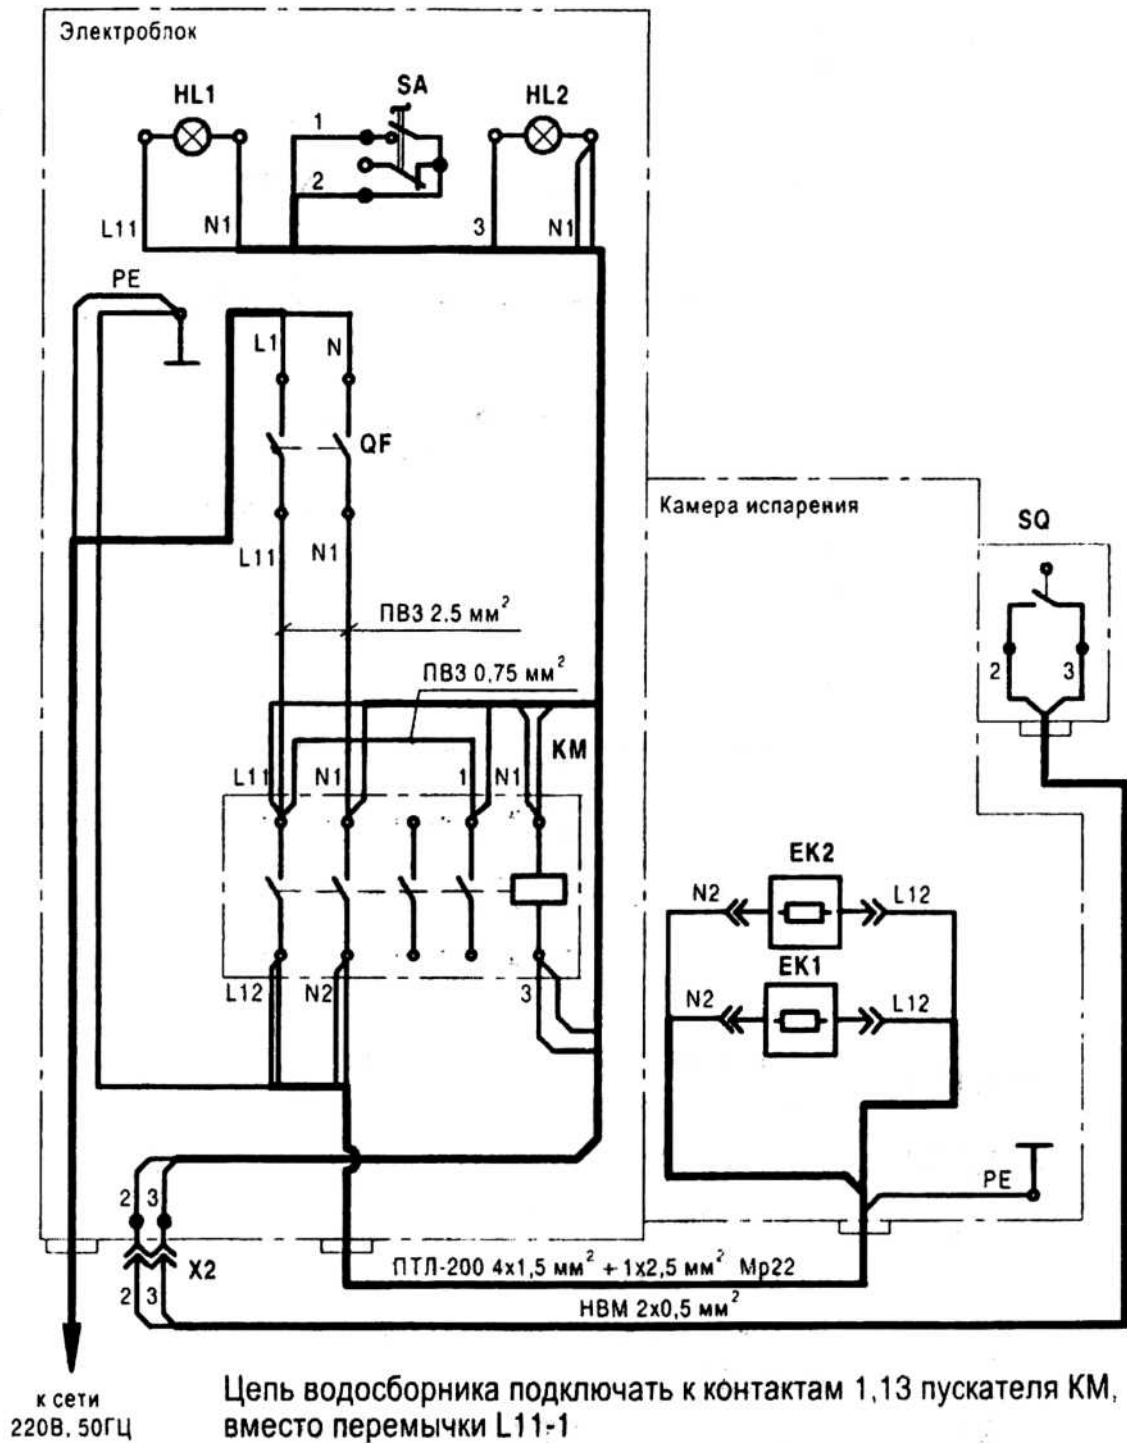 Электроблок
HL1
SA
HL2
1
2
L11
N1
3
N1
PE
L1
N
QF
L11
N1
Камера испарения
SQ
ПВ3 2.5 мм²
ПВ3 0,75 мм²
2
3
KM
L11
N1
1
N1
EK2
N2
L12
EK1
L12
N2
3
N2
L12
PE
2
3
X2
ПТЛ-200 4х1,5 мм² + 1х2,5 мм² Мр22
2
3
НВМ 2х0,5 мм²
к сети
220В, 50ГЦ
Цепь водосборника подключать к контактам 1,13 пускателя КМ,
вместо перемычки L11-1